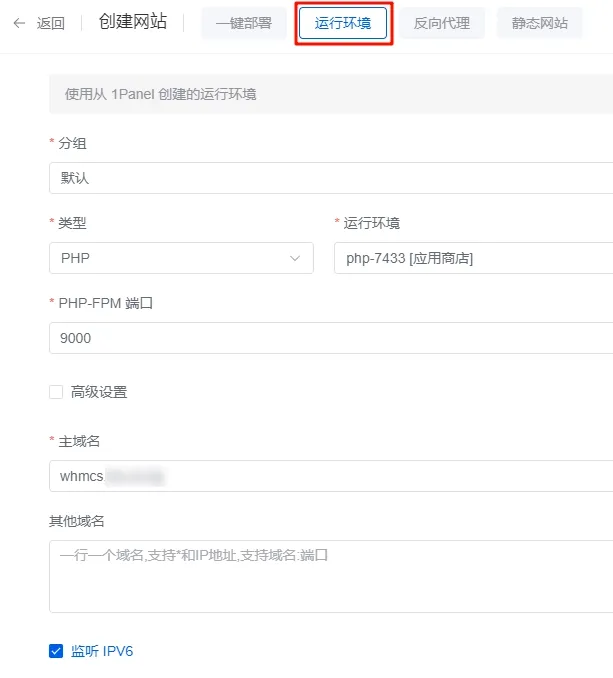 ← 返回 创建网站 一键部署 运行环境 反向代理 静态网站
使用从 1Panel 创建的运行环境
* 分组
默认
* 类型 * 运行环境
PHP php-7433 [应用商店]
* PHP-FPM 端口
9000
高级设置
* 主域名
whmcs
其他域名
一行一个域名,支持*和IP地址,支持域名:端口
监听 IPV6